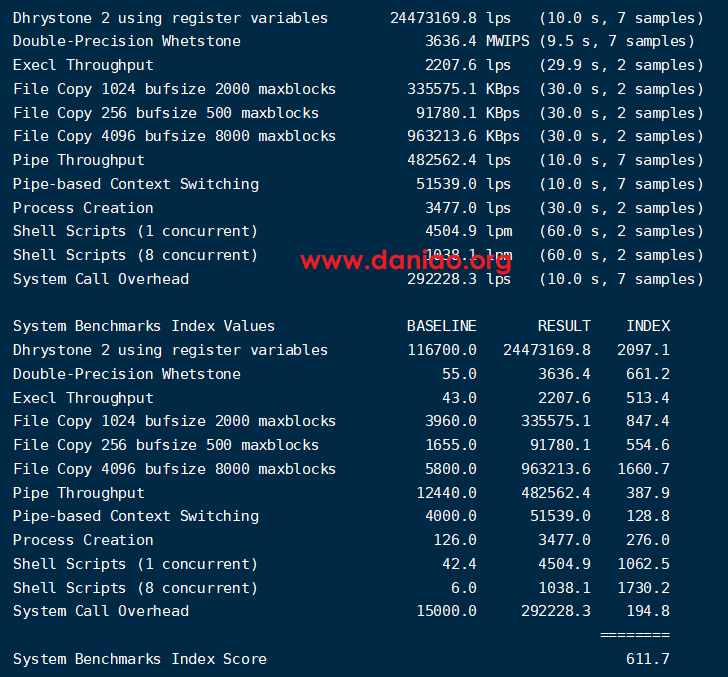 Dhrystone 2 using register variables 24473169.8 lps (10.0 s, 7 samples)
Double-Precision Whetstone 3636.4 MWIPS (9.5 s, 7 samples)
Execl Throughput 2207.6 lps (29.9 s, 2 samples)
File Copy 1024 bufsize 2000 maxblocks 335575.1 KBps (30.0 s, 2 samples)
File Copy 256 bufsize 500 maxblocks 91780.1 KBps (30.0 s, 2 samples)
File Copy 4096 bufsize 8000 maxblocks 963213.6 KBps (30.0 s, 2 samples)
Pipe Throughput 482562.4 lps (10.0 s, 7 samples)
Pipe-based Context Switching 51539.0 lps (10.0 s, 7 samples)
Process Creation 3477.0 lps (30.0 s, 2 samples)
Shell Scripts (1 concurrent) 4504.9 lpm (60.0 s, 2 samples)
Shell Scripts (8 concurrent) 1038.1 lpm (60.0 s, 2 samples)
www.daniao.org
System Call Overhead 292228.3 lps (10.0 s, 7 samples)
System Benchmarks Index Values BASELINE RESULT INDEX
Dhrystone 2 using register variables 116700.0 24473169.8 2097.1
Double-Precision Whetstone 55.0 3636.4 661.2
Execl Throughput 43.0 2207.6 513.4
File Copy 1024 bufsize 2000 maxblocks 3960.0 335575.1 847.4
File Copy 256 bufsize 500 maxblocks 1655.0 91780.1 554.6
File Copy 4096 bufsize 8000 maxblocks 5800.0 963213.6 1660.7
Pipe Throughput 12440.0 482562.4 387.9
Pipe-based Context Switching 4000.0 51539.0 128.8
Process Creation 126.0 3477.0 276.0
Shell Scripts (1 concurrent) 42.4 4504.9 1062.5
Shell Scripts (8 concurrent) 6.0 1038.1 1730.2
System Call Overhead 15000.0 292228.3 194.8
========
System Benchmarks Index Score 611.7